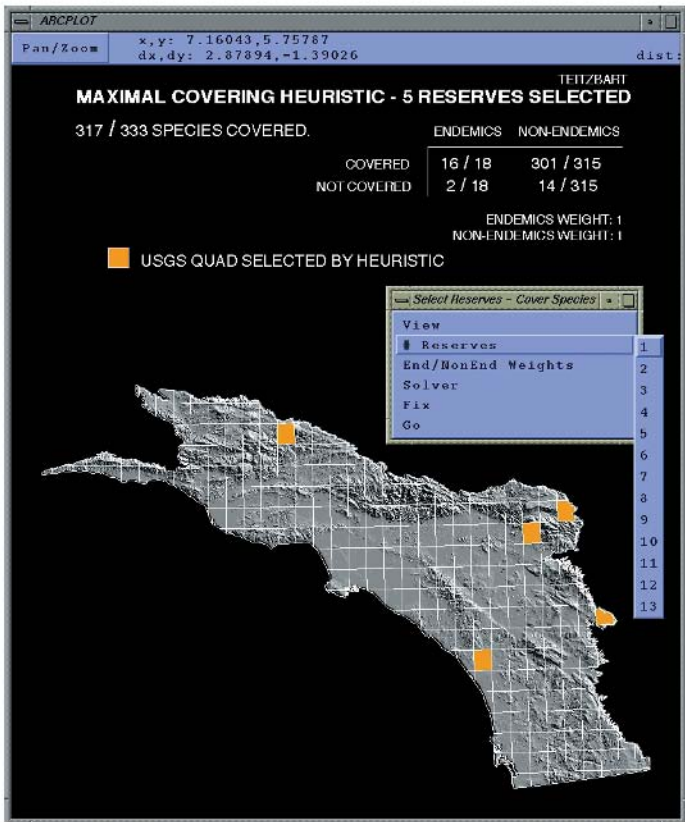 ARCPLOT
Pan/Zoom
x,y: 7.16043,5.75787
dx,dy: 2.87894,-1.39026
dist:
TEITZBART
MAXIMAL COVERING HEURISTIC - 5 RESERVES SELECTED
317 / 333 SPECIES COVERED.
ENDEMICS NON-ENDEMICS
COVERED 16 / 18 301 / 315
NOT COVERED 2 / 18 14 / 315
ENDEMICS WEIGHT: 1
NON-ENDEMICS WEIGHT: 1
USGS QUAD SELECTED BY HEURISTIC
Select Reserves - Cover Species
View
# Reserves
End/NonEnd Weights
Solver
Fix
Go
1
2
3
4
5
6
7
8
9
10
11
12
13